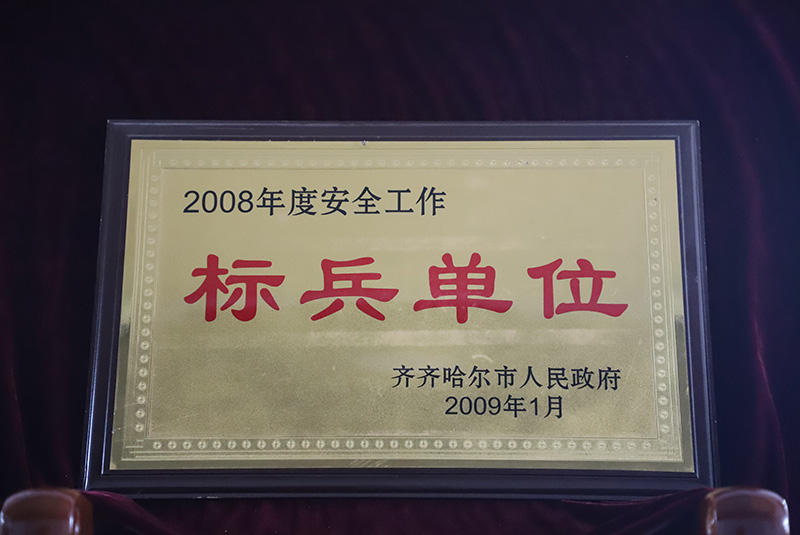 2008年度安全工作
标兵单位
齐齐哈尔市人民政府
2009年1月